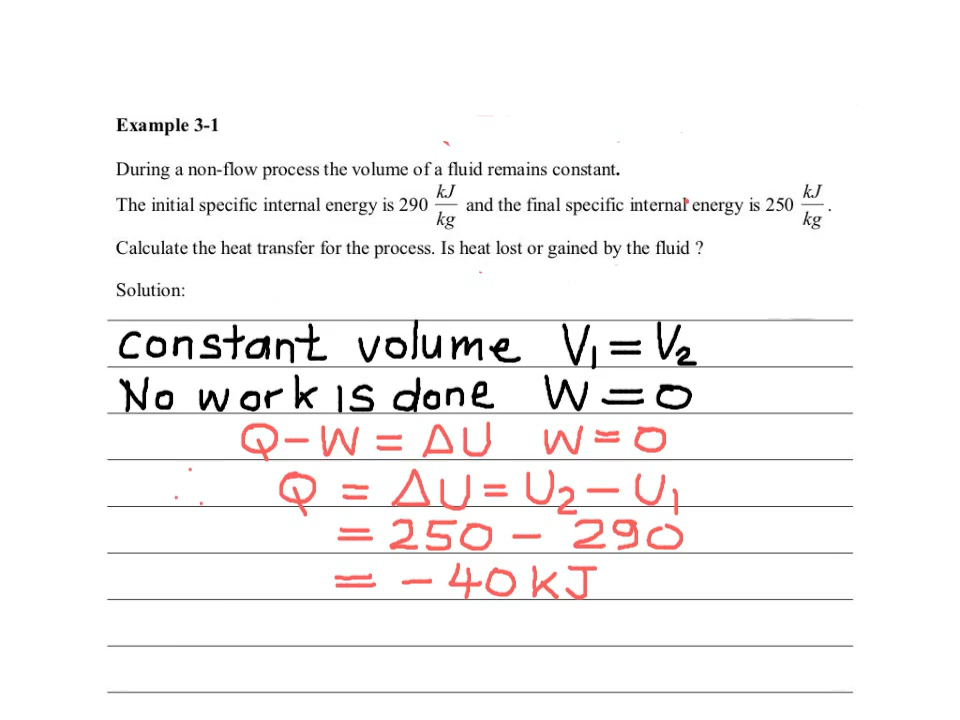 Example 3-1
During a non-flow process the volume of a fluid remains constant.
The initial specific internal energy is 290 kJ/kg and the final specific internal energy is 250 kJ/kg.
Calculate the heat transfer for the process. Is heat lost or gained by the fluid ?
Solution:
constant volume V₁ = V₂
No work is done W = 0
Q - W = ΔU W = 0
∴ Q = ΔU = U₂ - U₁
= 250 - 290
= - 40 kJ